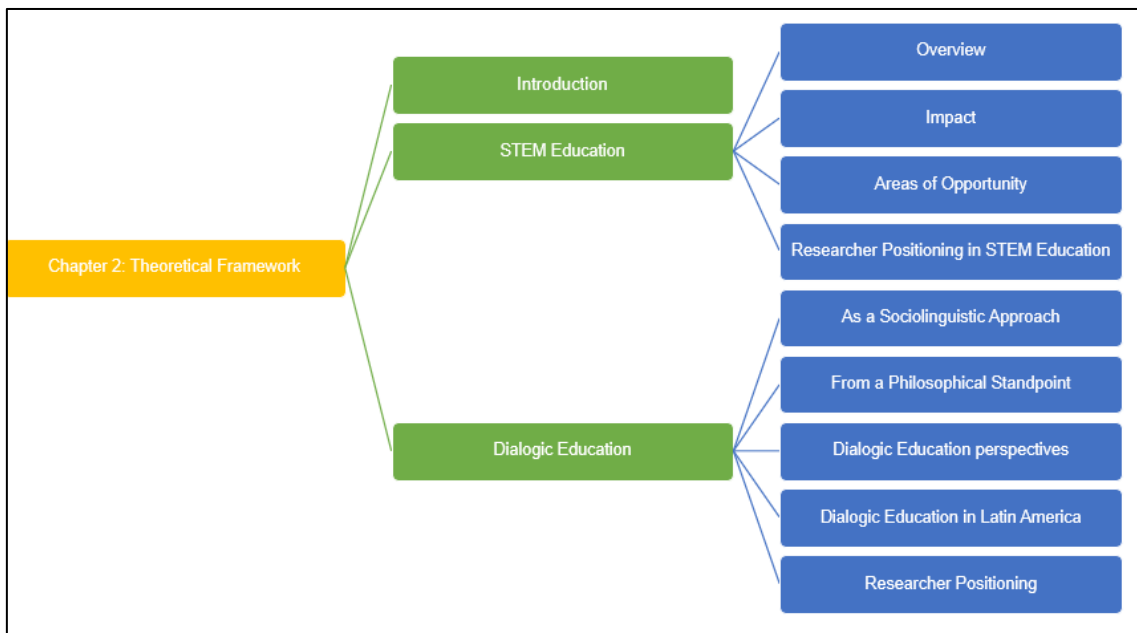 Chapter 2: Theoretical Framework
Introduction
STEM Education
Overview
Impact
Areas of Opportunity
Researcher Positioning in STEM Education
Dialogic Education
As a Sociolinguistic Approach
From a Philosophical Standpoint
Dialogic Education perspectives
Dialogic Education in Latin America
Researcher Positioning